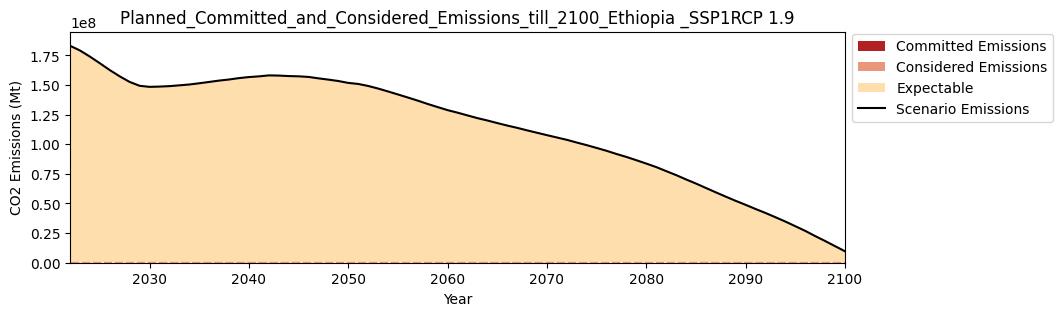 Planned_Committed_and_Considered_Emissions_till_2100_Ethiopia _SSP1RCP 1.9
1e8
CO2 Emissions (Mt)
1.75
1.50
1.25
1.00
0.75
0.50
0.25
0.00
2030 2040 2050 2060 2070 2080 2090 2100
Year
Committed Emissions
Considered Emissions
Expectable
Scenario Emissions